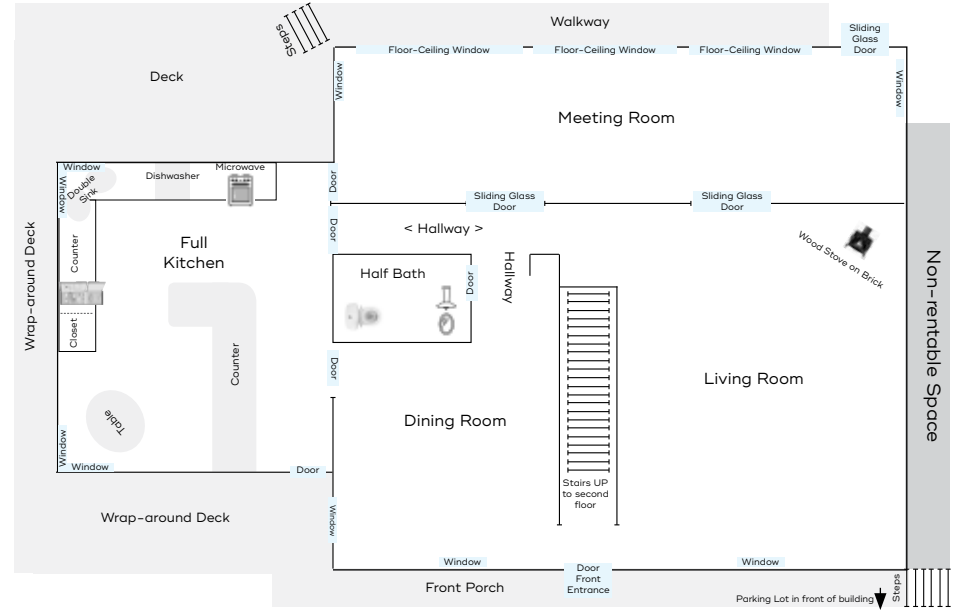 Walkway
Steps
Sliding
Glass
Door
Floor-Ceiling Window
Floor-Ceiling Window
Floor-Ceiling Window
Deck
Window
Window
Meeting Room
Window
Window
Double
Sink
Dishwasher
Microwave
Door
Sliding Glass
Door
Sliding Glass
Door
Door
< Hallway >
Full
Kitchen
Counter
Hallway
Wood Stove on Brick
Half Bath
Door
Wrap-around Deck
Non-rentable Space
Closet
Counter
Door
Living Room
Table
Dining Room
Window
Window
Door
Stairs UP
to second
floor
Wrap-around Deck
Window
Window
Door
Front
Entrance
Window
Front Porch
Parking Lot in front of building
Steps